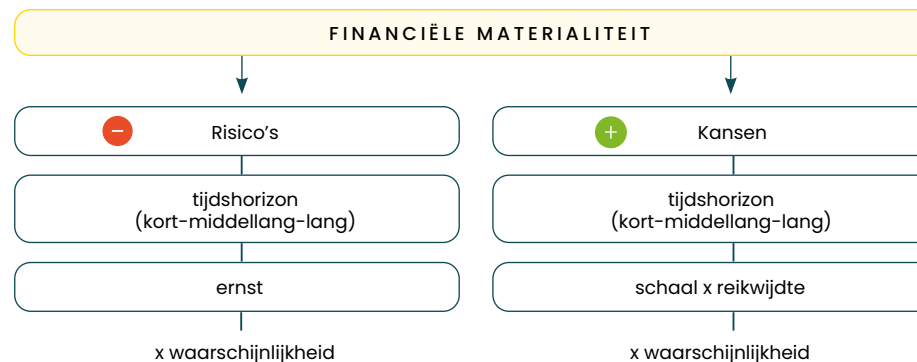 FINANCIËLE MATERIALITEIT
Risico's
Kansen
tijdshorizon
(kort-middellang-lang)
tijdshorizon
(kort-middellang-lang)
ernst
schaal x reikwijdte
x waarschijnlijkheid
x waarschijnlijkheid